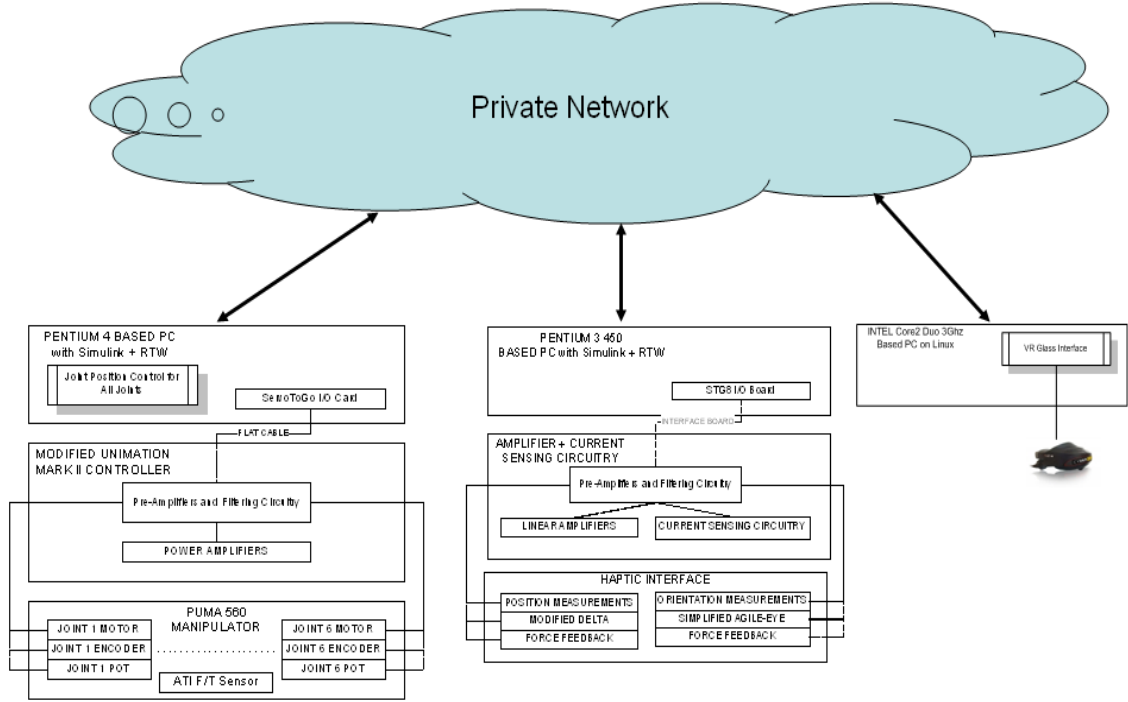 Private Network
PENTIUM 4 BASED PC
with Simulink + RTW
Joint Position Control for
All Joints
ServoToGo I/O Card
FLAT CABLE
MODIFIED UNIMATION
MARK II CONTROLLER
Pre-Amplifiers and Filtering Circuitry
POWER AMPLIFIERS
PUMA 560
MANIPULATOR
JOINT 1 MOTOR
JOINT 1 ENCODER
JOINT 1 POT
JOINT 6 MOTOR
JOINT 6 ENCODER
JOINT 6 POT
ATI F/T Sensor
PENTIUM 3 450
BASED PC with Simulink + RTW
STG8 I/O Board
INTERFACE BOARD
AMPLIFIER + CURRENT
SENSING CIRCUITRY
Pre-Amplifiers and Filtering Circuitry
LINEAR AMPLIFIERS
CURRENT SENSING CIRCUITRY
HAPTIC INTERFACE
POSITION MEASUREMENTS
MODIFIED DELTA
FORCE FEEDBACK
ORIENTATION MEASUREMENTS
SIMPLIFIED AGILE-EYE
FORCE FEEDBACK
INTEL Core2 Duo 3Ghz
Based PC on Linux
VR Glass Interface